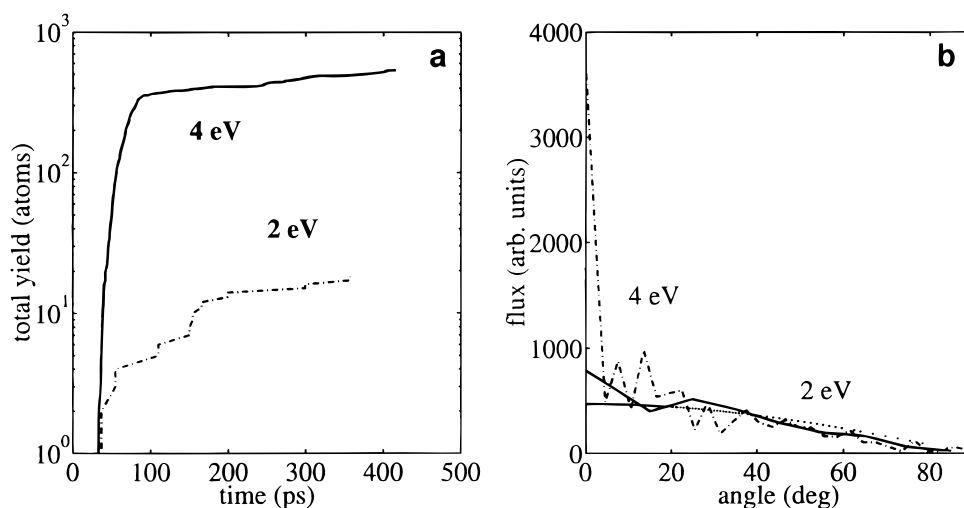 a
10³
10²
10¹
10⁰
total yield (atoms)
4 eV
2 eV
0
100
200
300
400
500
time (ps)
b
4000
3000
2000
1000
0
flux (arb. units)
4 eV
2 eV
0
20
40
60
80
angle (deg)